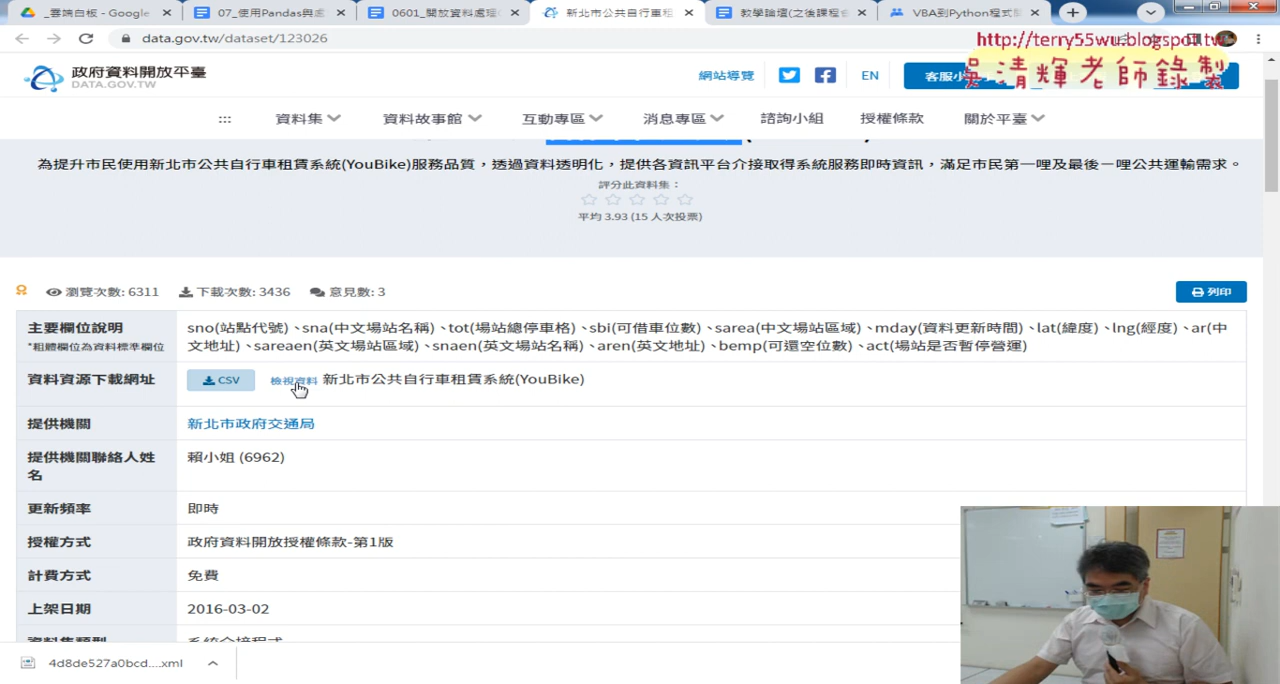 _雲端白板 - Google
07_使用Pandas與處
0601_開放資料處理(
新北市公共自行車租
教學論壇(之後課程會
VBA到Python程式開
data.gov.tw/dataset/123026
http://terry55wu.blogspot.tw
吳清輝老師錄製
政府資料開放平臺
DATA.GOV.TW
網站導覽
EN
客服小
資料集
資料故事館
互動專區
消息專區
諮詢小組
授權條款
關於平臺
為提升市民使用新北市公共自行車租賃系統(YouBike)服務品質，透過資料透明化，提供各資訊平台介接取得系統服務即時資訊，滿足市民第一哩及最後一哩公共運輸需求。
評分此資料集：
平均 3.93 (15 人次投票)
瀏覽次數: 6311
下載次數: 3436
意見數: 3
列印
主要欄位說明
*粗體欄位為資料標準欄位
sno(站點代號)、sna(中文場站名稱)、tot(場站總停車格)、sbi(可借車位數)、sarea(中文場站區域)、mday(資料更新時間)、lat(緯度)、lng(經度)、ar(中
文地址)、sareaen(英文場站區域)、snaen(英文場站名稱)、aren(英文地址)、bemp(可還空位數)、act(場站是否暫停營運)
資料資源下載網址
CSV
檢視資料
新北市公共自行車租賃系統(YouBike)
提供機關
新北市政府交通局
提供機關聯絡人姓
名
賴小姐 (6962)
更新頻率
即時
授權方式
政府資料開放授權條款-第1版
計費方式
免費
上架日期
2016-03-02
資料集類型
系統介接程式
4d8de527a0bcd....xml